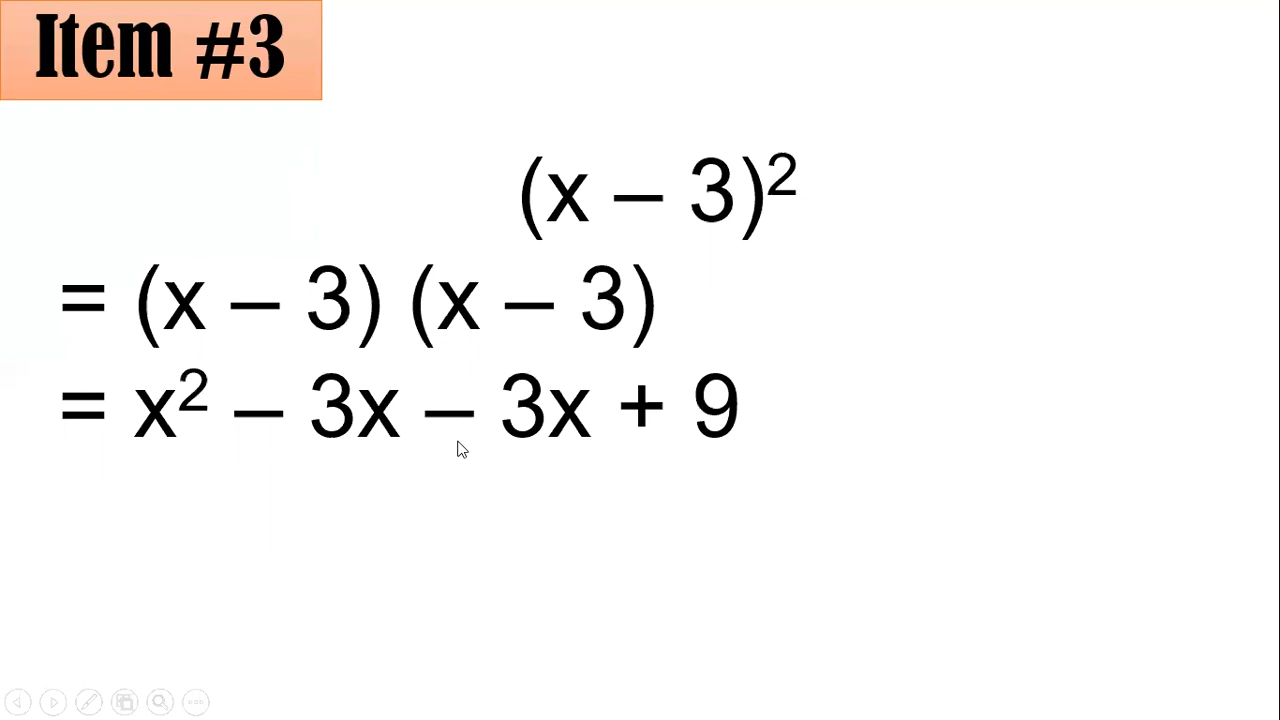 Item #3
(x – 3)²
= (x – 3) (x – 3)
= x² – 3x – 3x + 9